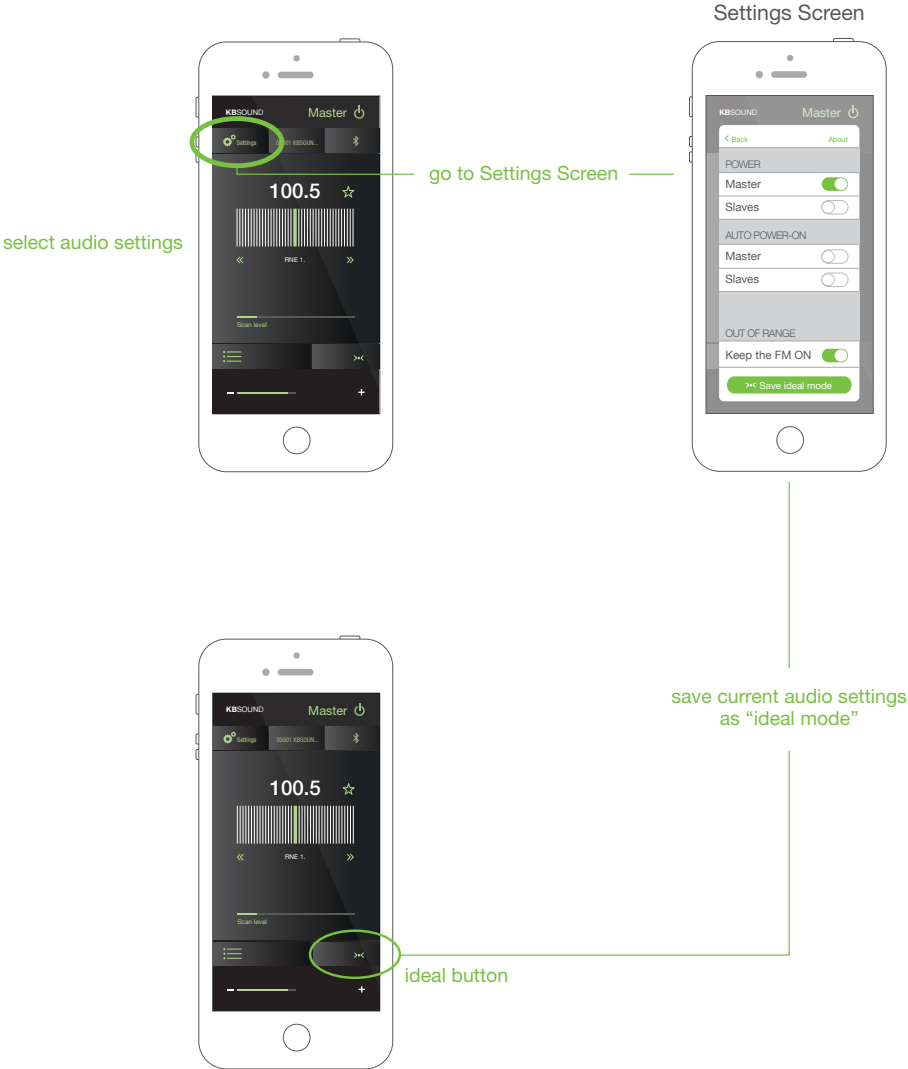 Settings Screen
KBSOUND
Master
Settings
00001 KBSOUN...
100.5
RNE 1.
Scan level
select audio settings
go to Settings Screen
KBSOUND
Master
Back
About
POWER
Master
Slaves
AUTO POWER-ON
Master
Slaves
OUT OF RANGE
Keep the FM ON
Save ideal mode
save current audio settings
as “ideal mode”
KBSOUND
Master
Settings
00001 KBSOUN...
100.5
RNE 1.
Scan level
ideal button